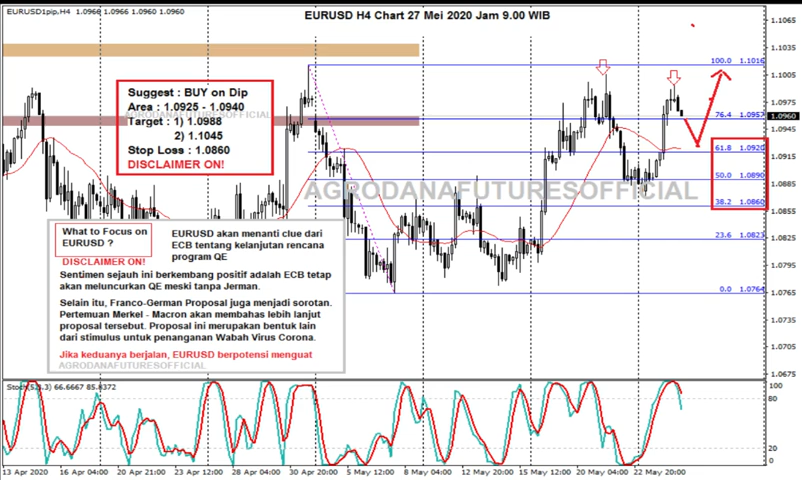 EURUSD1pip,H4 1.0966 1.0966 1.0960 1.0960
EURUSD H4 Chart 27 Mei 2020 Jam 9.00 WIB
Suggest : BUY on Dip
Area : 1.0925 - 1.0940
Target : 1) 1.0988
2) 1.1045
Stop Loss : 1.0860
DISCLAIMER ON!
AGRODANAFUTURESOFFICIAL
AGRODANAFUTURESOFFICIAL
What to Focus on
EURUSD ?
DISCLAIMER ON!
EURUSD akan menanti clue dari
ECB tentang kelanjutan rencana
program QE
Sentimen sejauh ini berkembang positif adalah ECB tetap
akan meluncurkan QE meski tanpa Jerman.
Selain itu, Franco-German Proposal juga menjadi sorotan.
Pertemuan Merkel - Macron akan membahas lebih lanjut
proposal tersebut. Proposal ini merupakan bentuk lain
dari stimulus untuk penanganan Wabah Virus Corona.
Jika keduanya berjalan, EURUSD berpotensi menguat
AGRODANAFUTURESOFFICIAL
100.0 1.1016
76.4 1.0957
61.8 1.0920
50.0 1.0890
38.2 1.0860
23.6 1.0823
0.0 1.0764
1.1065
1.1035
1.1005
1.0975
1.0960
1.0945
1.0915
1.0885
1.0855
1.0825
1.0795
1.0765
1.0735
1.0705
1.0675
Stoch(5,3,3) 66.6667 85.8372
100
80
20
0
13 Apr 2020
16 Apr 04:00
20 Apr 21:00
23 Apr 12:00
28 Apr 04:00
30 Apr 20:00
5 May 12:00
8 May 04:00
12 May 20:00
15 May 12:00
20 May 04:00
22 May 20:00